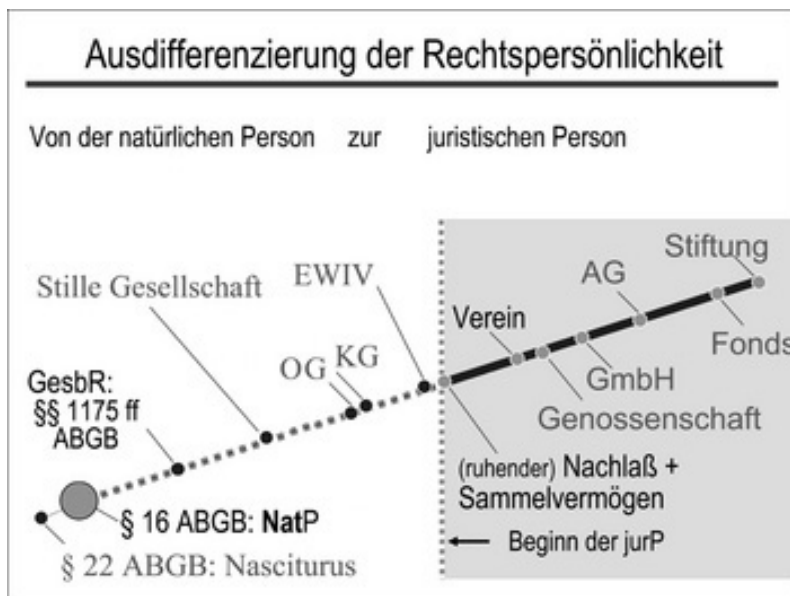 Ausdifferenzierung der Rechtspersönlichkeit
Von der natürlichen Person zur juristischen Person
Stiftung
AG
EWIV
Stille Gesellschaft
Verein
Fonds
KG
OG
GmbH
GesbR:
§§ 1175 ff
ABGB
Genossenschaft
(ruhender) Nachlaß +
Sammelvermögen
§ 16 ABGB: NatP
Beginn der jurP
§ 22 ABGB: Nasciturus